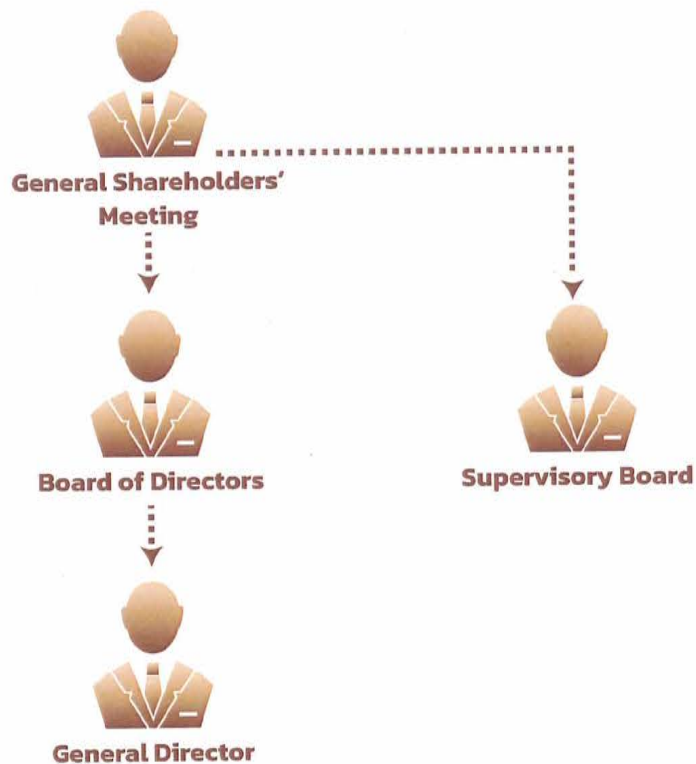 General Shareholders'
Meeting
Board of Directors
Supervisory Board
General Director